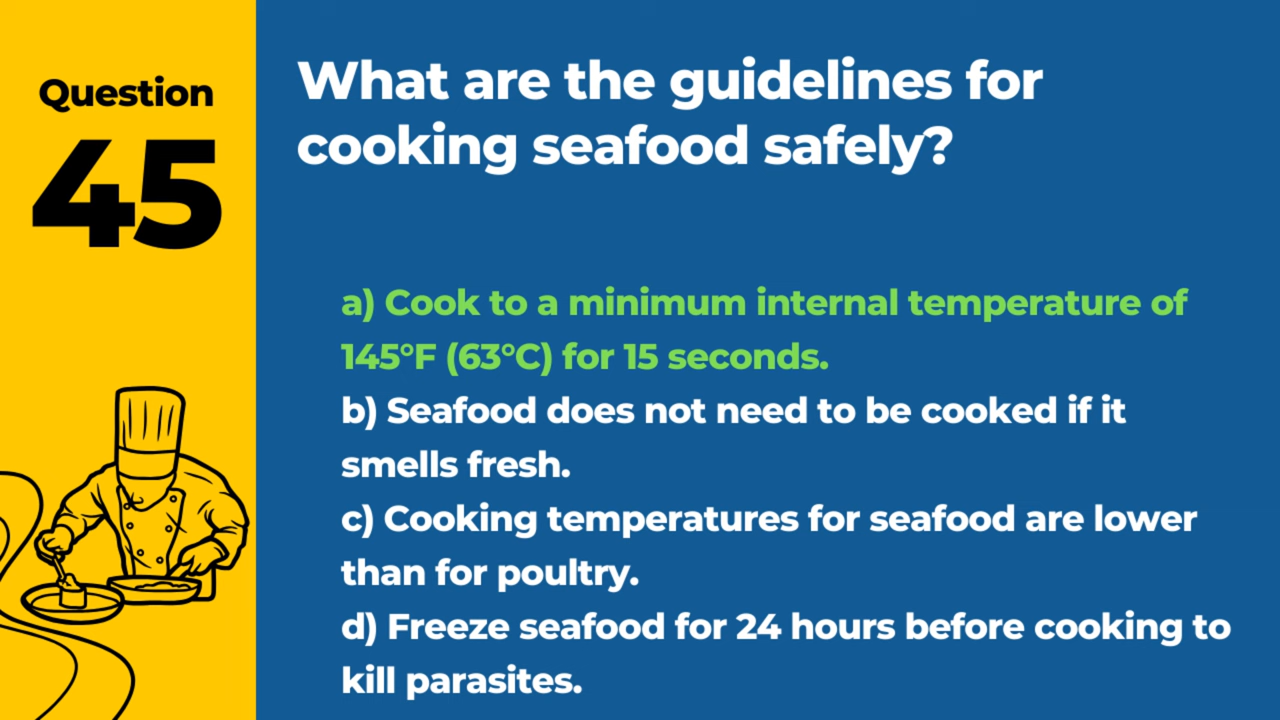 Question
45
What are the guidelines for
cooking seafood safely?
a) Cook to a minimum internal temperature of
145°F (63°C) for 15 seconds.
b) Seafood does not need to be cooked if it
smells fresh.
c) Cooking temperatures for seafood are lower
than for poultry.
d) Freeze seafood for 24 hours before cooking to
kill parasites.